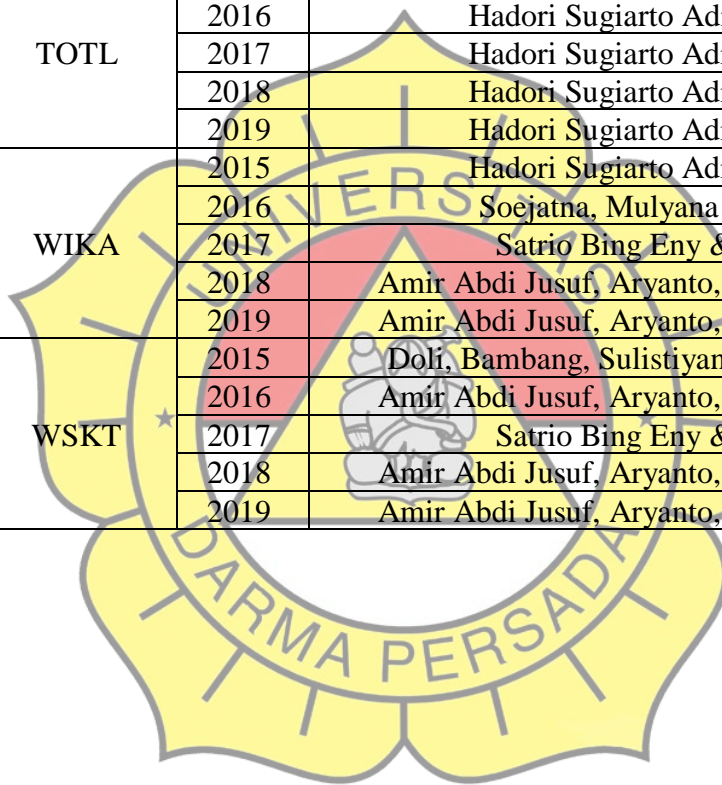 2016 Hadori Sugiarto Adi
TOTL 2017 Hadori Sugiarto Adi
2018 Hadori Sugiarto Adi
2019 Hadori Sugiarto Adi
2015 Hadori Sugiarto Adi
2016 Soejatna, Mulyana
WIKA 2017 Satrio Bing Eny &
2018 Amir Abdi Jusuf, Aryanto,
2019 Amir Abdi Jusuf, Aryanto,
2015 Doli, Bambang, Sulistiyan
2016 Amir Abdi Jusuf, Aryanto,
WSKT 2017 Satrio Bing Eny &
2018 Amir Abdi Jusuf, Aryanto,
2019 Amir Abdi Jusuf, Aryanto,
UNIVERSITAS
DARMA PERSADA